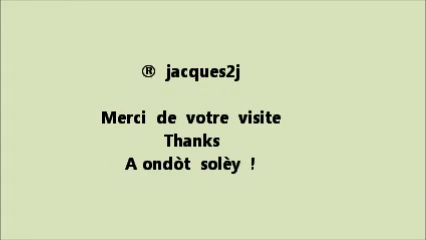 ® jacques2j
Merci de votre visite
Thanks
A ondòt solèy !